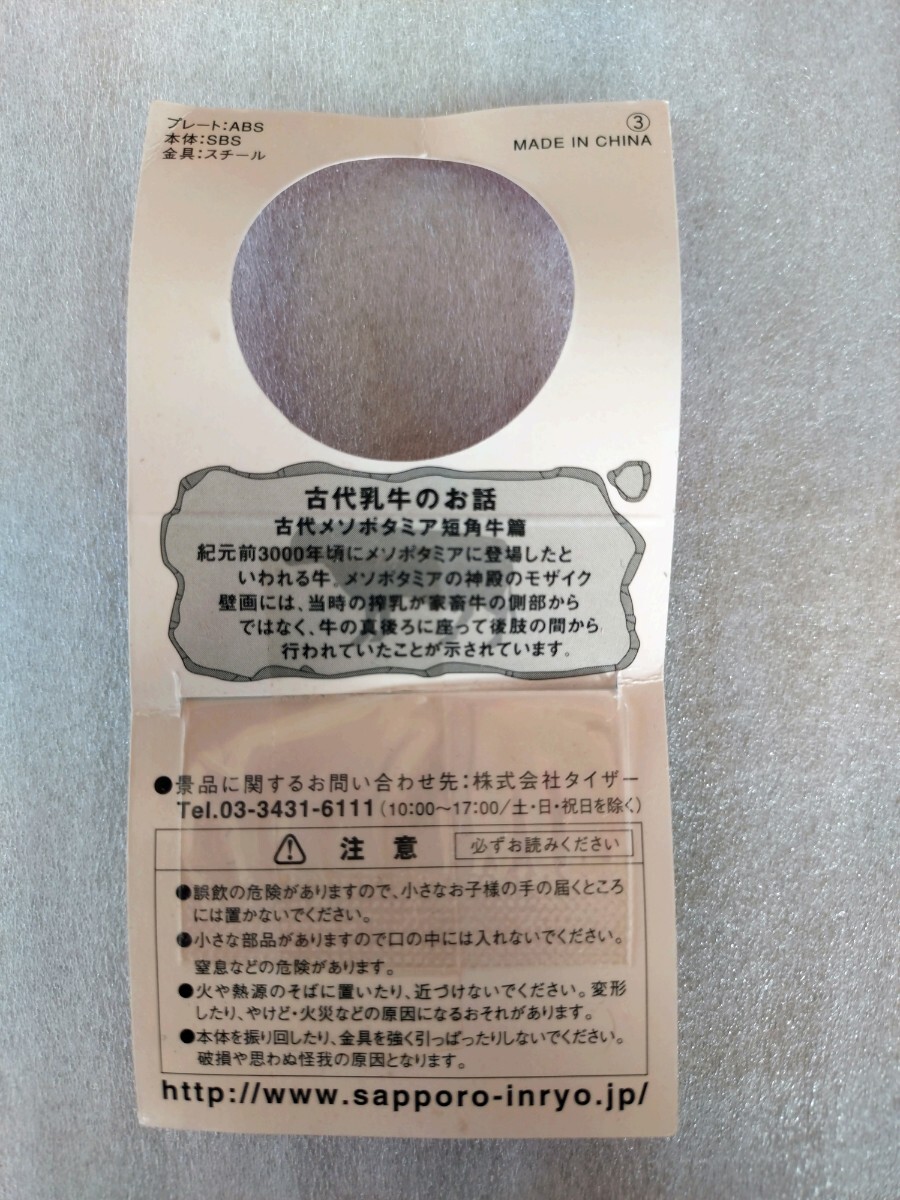 プレート:ABS
本体:SBS
金具:スチール
③
MADE IN CHINA
古代乳牛のお話
古代メソポタミア短角牛篇
紀元前3000年頃にメソポタミアに登場したと
いわれる牛。メソポタミアの神殿のモザイク
壁画には、当時の搾乳が家畜牛の側部から
ではなく、牛の真後ろに座って後肢の間から
行われていたことが示されています。
●景品に関するお問い合わせ先:株式会社タイザー
Tel.03-3431-6111(10:00〜17:00/土・日・祝日を除く)
注意 必ずお読みください
●誤飲の危険がありますので、小さなお子様の手の届くところ
には置かないでください。
●小さな部品がありますので口の中には入れないでください。
窒息などの危険があります。
●火や熱源のそばに置いたり、近づけないでください。変形
したり、やけど・火災などの原因になるおそれがあります。
●本体を振り回したり、金具を強く引っぱったりしないでください。
破損や思わぬ怪我の原因となります。
http://www.sapporo-inryo.jp/